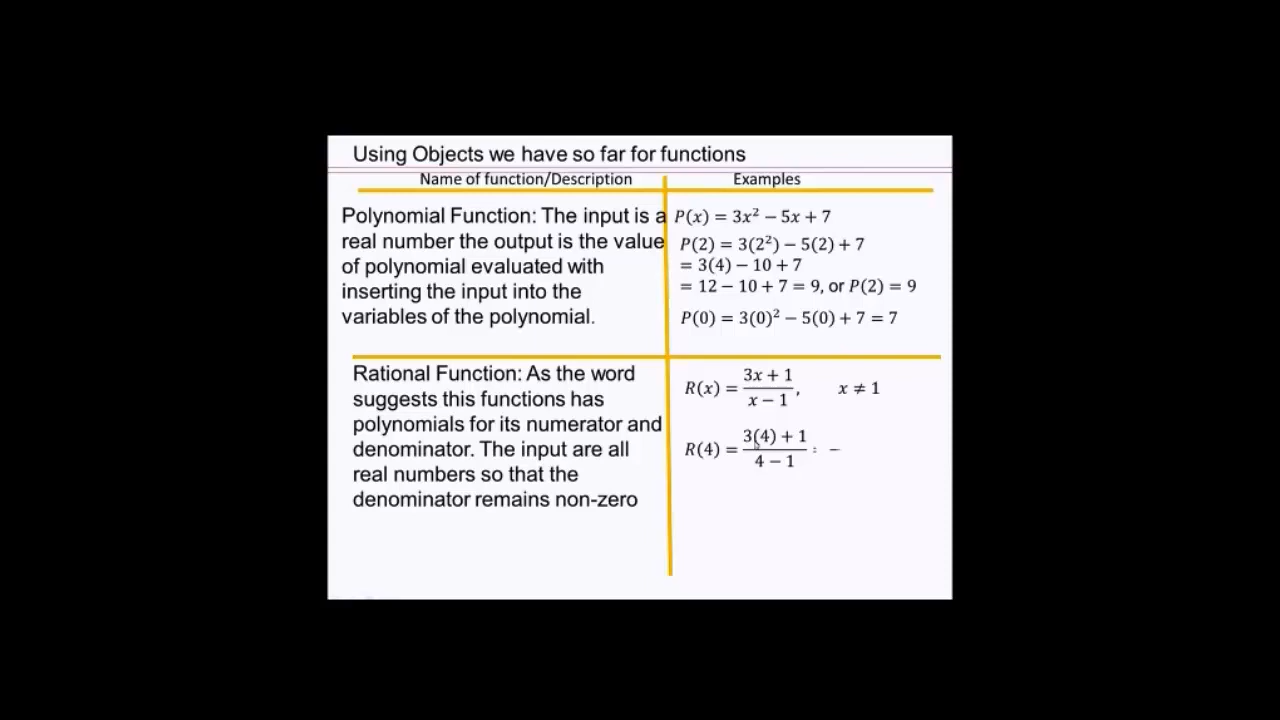 Using Objects we have so far for functions
Name of function/Description
Examples
Polynomial Function: The input is a
real number the output is the value
of polynomial evaluated with
inserting the input into the
variables of the polynomial.
P(x) = 3x² − 5x + 7
P(2) = 3(2²) − 5(2) + 7
= 3(4) − 10 + 7
= 12 − 10 + 7 = 9, or P(2) = 9
P(0) = 3(0)² − 5(0) + 7 = 7
Rational Function: As the word
suggests this functions has
polynomials for its numerator and
denominator. The input are all
real numbers so that the
denominator remains non-zero
R(x) = (3x + 1)/(x − 1), x ≠ 1
R(4) = (3(4) + 1)/(4 − 1)